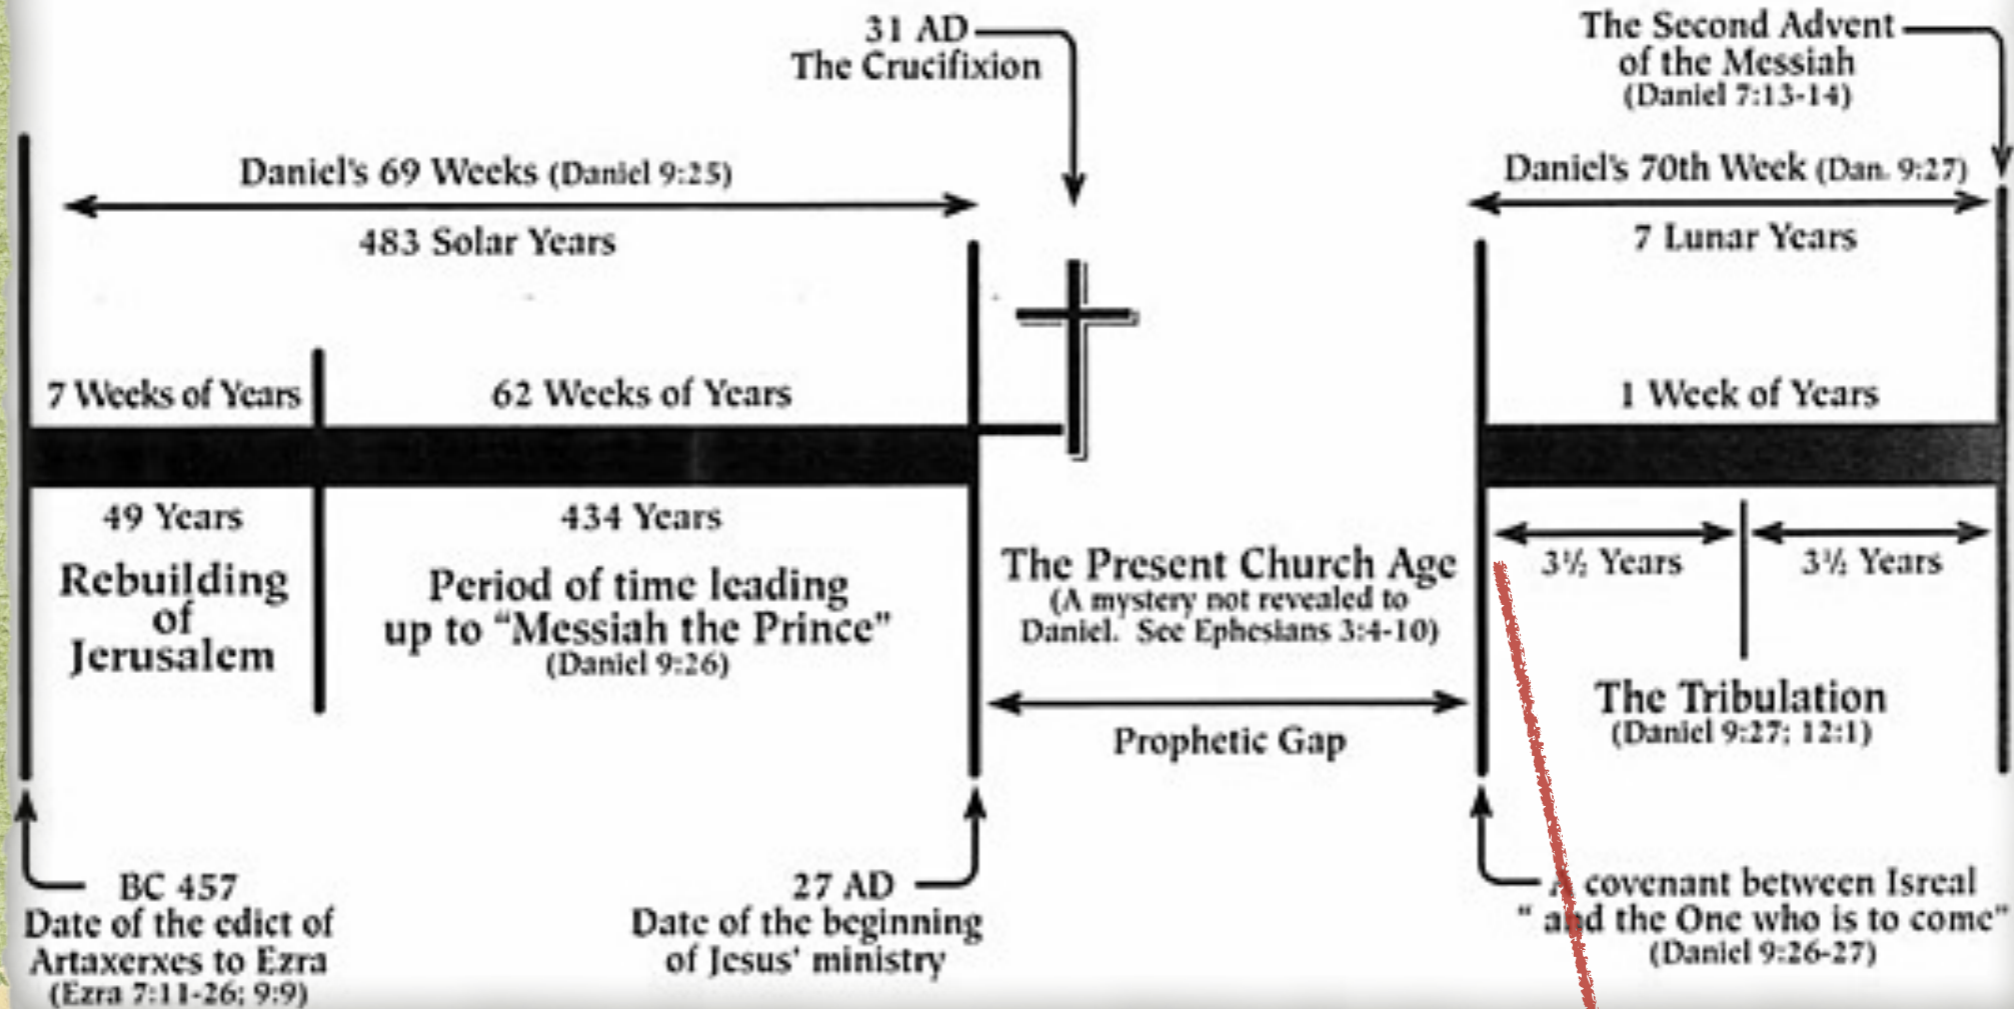 31 AD
The Crucifixion
The Second Advent
of the Messiah
(Daniel 7:13-14)
Daniel's 69 Weeks (Daniel 9:25)
483 Solar Years
Daniel's 70th Week (Dan. 9:27)
7 Lunar Years
7 Weeks of Years
62 Weeks of Years
1 Week of Years
49 Years
Rebuilding
of
Jerusalem
434 Years
Period of time leading
up to “Messiah the Prince”
(Daniel 9:26)
The Present Church Age
(A mystery not revealed to
Daniel. See Ephesians 3:4-10)
Prophetic Gap
3½ Years
3½ Years
The Tribulation
(Daniel 9:27; 12:1)
BC 457
Date of the edict of
Artaxerxes to Ezra
(Ezra 7:11-26; 9:9)
27 AD
Date of the beginning
of Jesus' ministry
A covenant between Isreal
“ and the One who is to come”
(Daniel 9:26-27)